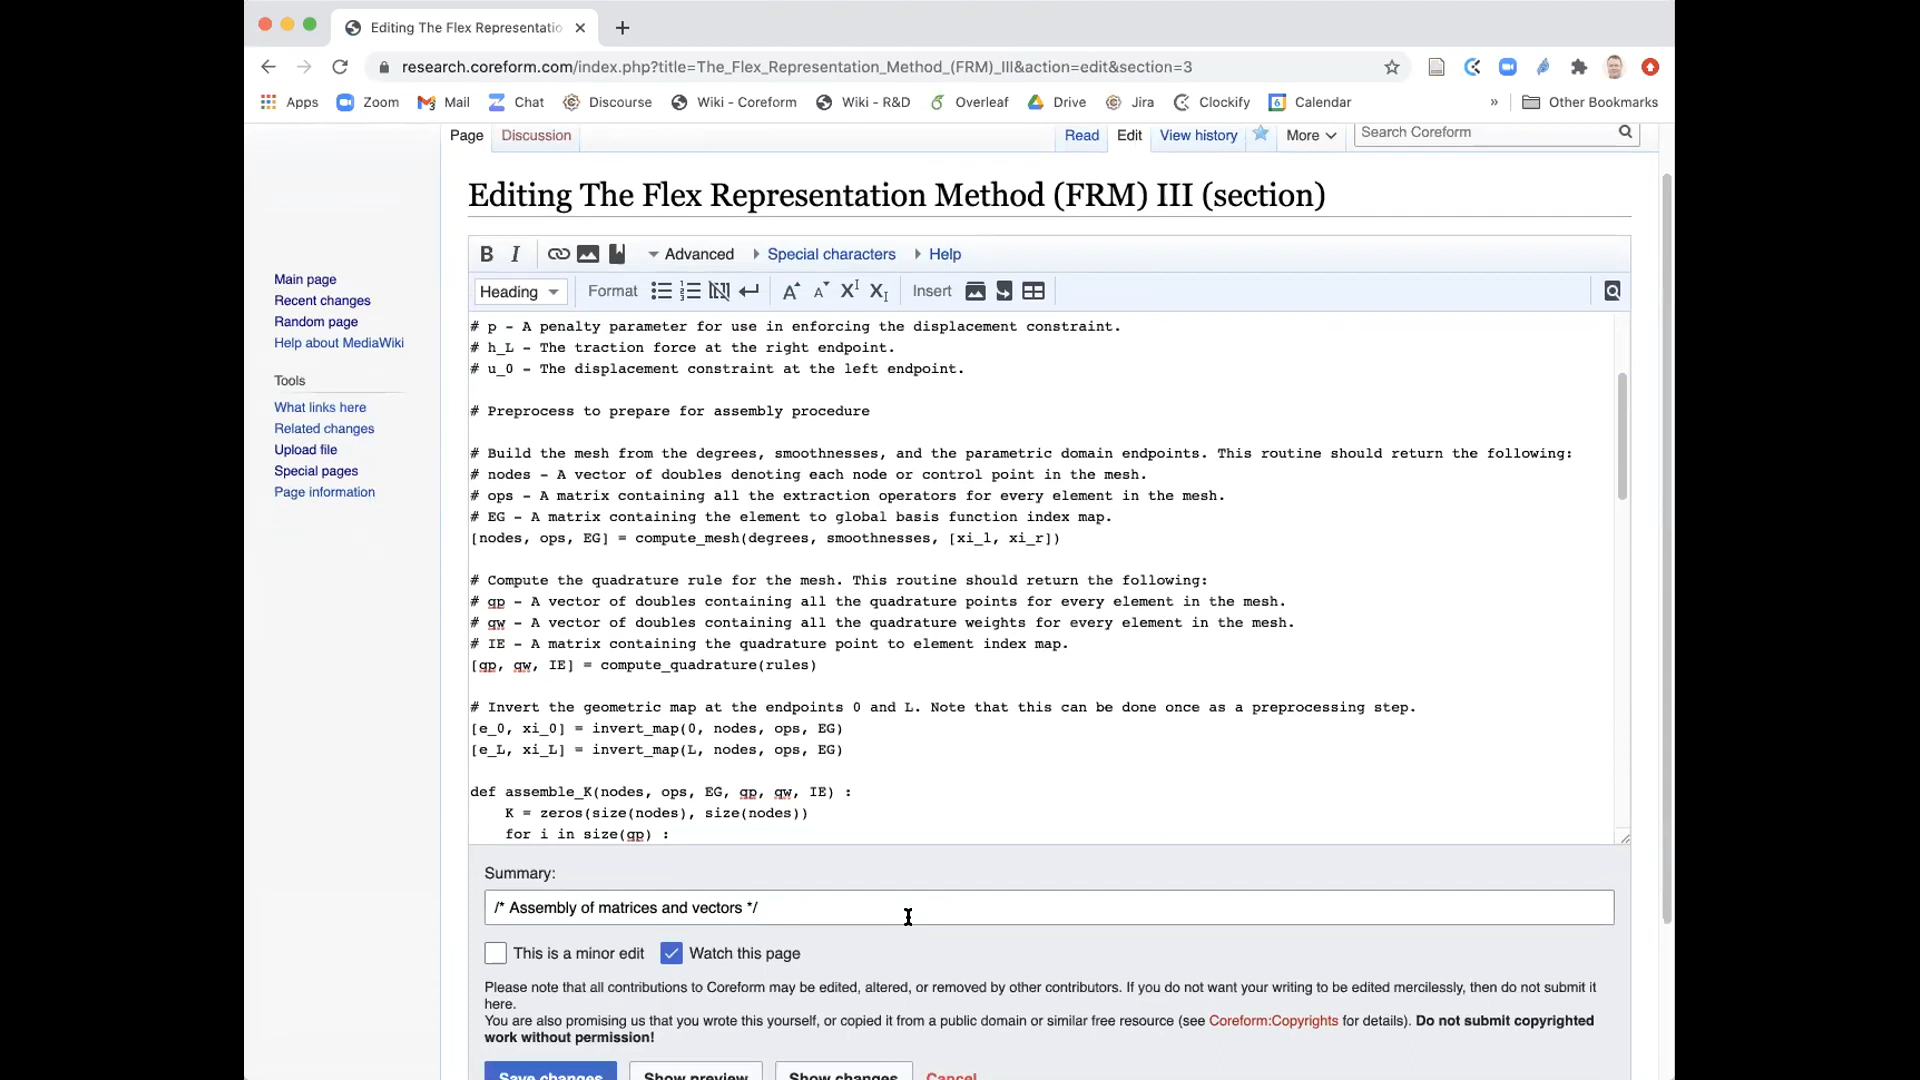 Editing The Flex Representatio
research.coreform.com/index.php?title=The_Flex_Representation_Method_(FRM)_III&action=edit&section=3
Apps Zoom Mail Chat Discourse Wiki - Coreform Wiki - R&D Overleaf Drive Jira Clockify 6 Calendar » Other Bookmarks
Page Discussion Read Edit View history More Search Coreform
Editing The Flex Representation Method (FRM) III (section)
B I Advanced Special characters Help
Heading Format Insert
Main page
Recent changes
Random page
Help about MediaWiki
Tools
What links here
Related changes
Upload file
Special pages
Page information
# p - A penalty parameter for use in enforcing the displacement constraint.
# h_L - The traction force at the right endpoint.
# u_0 - The displacement constraint at the left endpoint.
# Preprocess to prepare for assembly procedure
# Build the mesh from the degrees, smoothnesses, and the parametric domain endpoints. This routine should return the following:
# nodes - A vector of doubles denoting each node or control point in the mesh.
# ops - A matrix containing all the extraction operators for every element in the mesh.
# EG - A matrix containing the element to global basis function index map.
[nodes, ops, EG] = compute_mesh(degrees, smoothnesses, [xi_l, xi_r])
# Compute the quadrature rule for the mesh. This routine should return the following:
# qp - A vector of doubles containing all the quadrature points for every element in the mesh.
# qw - A vector of doubles containing all the quadrature weights for every element in the mesh.
# IE - A matrix containing the quadrature point to element index map.
[qp, qw, IE] = compute_quadrature(rules)
# Invert the geometric map at the endpoints 0 and L. Note that this can be done once as a preprocessing step.
[e_0, xi_0] = invert_map(0, nodes, ops, EG)
[e_L, xi_L] = invert_map(L, nodes, ops, EG)
def assemble_K(nodes, ops, EG, qp, qw, IE) :
K = zeros(size(nodes), size(nodes))
for i in size(qp) :
Summary:
/* Assembly of matrices and vectors */
This is a minor edit Watch this page
Please note that all contributions to Coreform may be edited, altered, or removed by other contributors. If you do not want your writing to be edited mercilessly, then do not submit it
here.
You are also promising us that you wrote this yourself, or copied it from a public domain or similar free resource (see Coreform:Copyrights for details). Do not submit copyrighted
work without permission!
Save changes Show preview Show changes Cancel